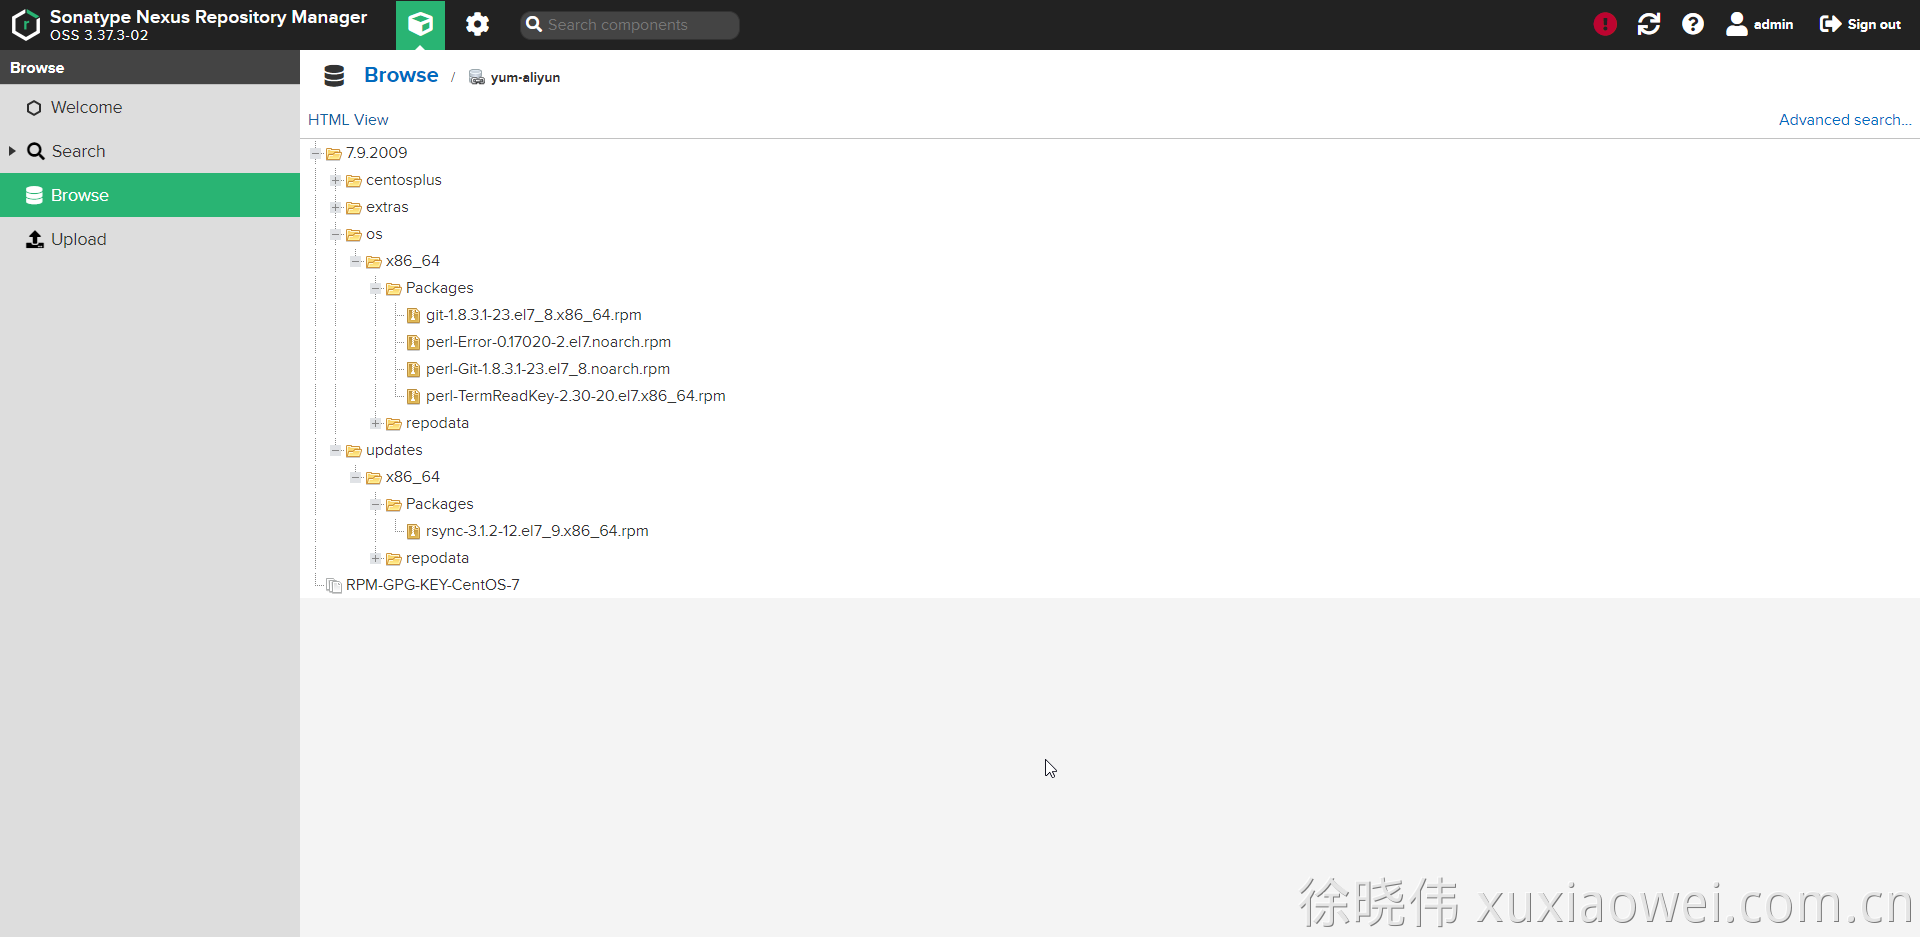 Sonatype Nexus Repository Manager
OSS 3.37.3-02
Search components
admin
Sign out
Browse
Welcome
Search
Browse
Upload
Browse / yum-aliyun
HTML View
Advanced search...
7.9.2009
centosplus
extras
os
x86_64
Packages
git-1.8.3.1-23.el7_8.x86_64.rpm
perl-Error-0.17020-2.el7.noarch.rpm
perl-Git-1.8.3.1-23.el7_8.noarch.rpm
perl-TermReadKey-2.30-20.el7.x86_64.rpm
repodata
updates
x86_64
Packages
rsync-3.1.2-12.el7_9.x86_64.rpm
repodata
RPM-GPG-KEY-CentOS-7
徐晓伟 xuxiaowei.com.cn